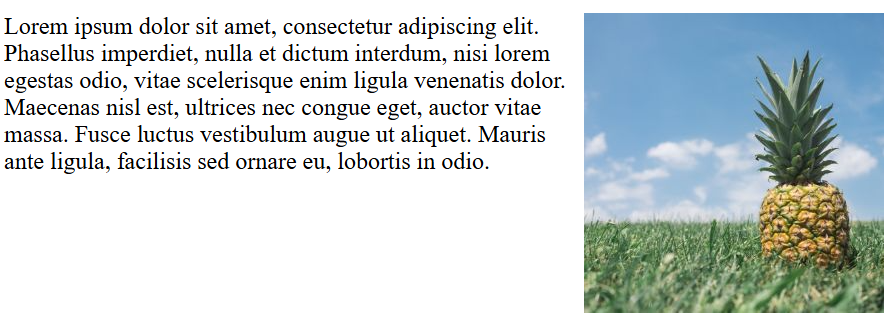 Lorem ipsum dolor sit amet, consectetur adipiscing elit.
Phasellus imperdiet, nulla et dictum interdum, nisi lorem
egestas odio, vitae scelerisque enim ligula venenatis dolor.
Maecenas nisl est, ultrices nec congue eget, auctor vitae
massa. Fusce luctus vestibulum augue ut aliquet. Mauris
ante ligula, facilisis sed ornare eu, lobortis in odio.